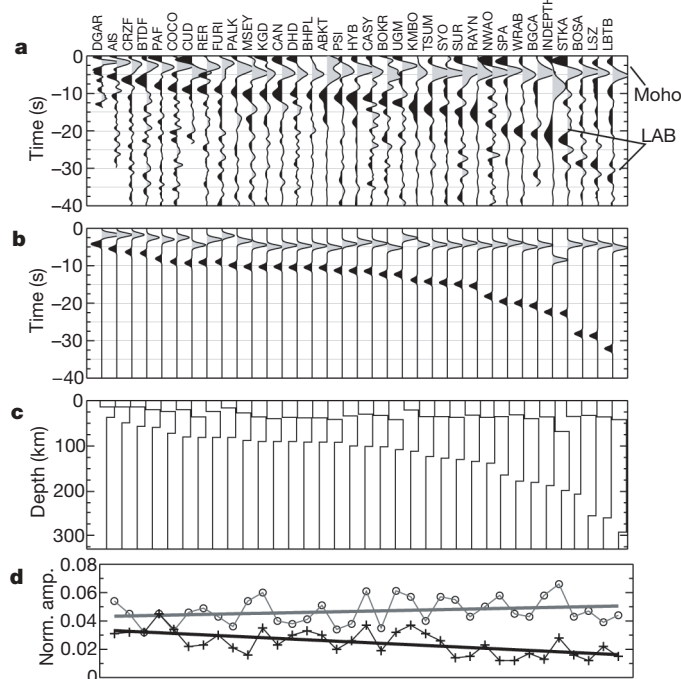 a
DGAR
AIS
CRZF
BTDF
PAF
COCO
CUD
RER
FURI
PALK
MSEY
KGD
CAN
DHD
BHPL
ABKT
PSI
HYB
CASY
BOKR
UGM
KMBO
TSUM
SYO
SUR
RAYN
NWAO
SPA
WRAB
BGCA
INDEPTH
STKA
BOSA
LSZ
LBTB
Time (s)
0
−10
−20
−30
−40
Moho
LAB
b
Time (s)
0
−10
−20
−30
−40
c
Depth (km)
0
100
200
300
d
Norm. amp.
0.08
0.06
0.04
0.02
0